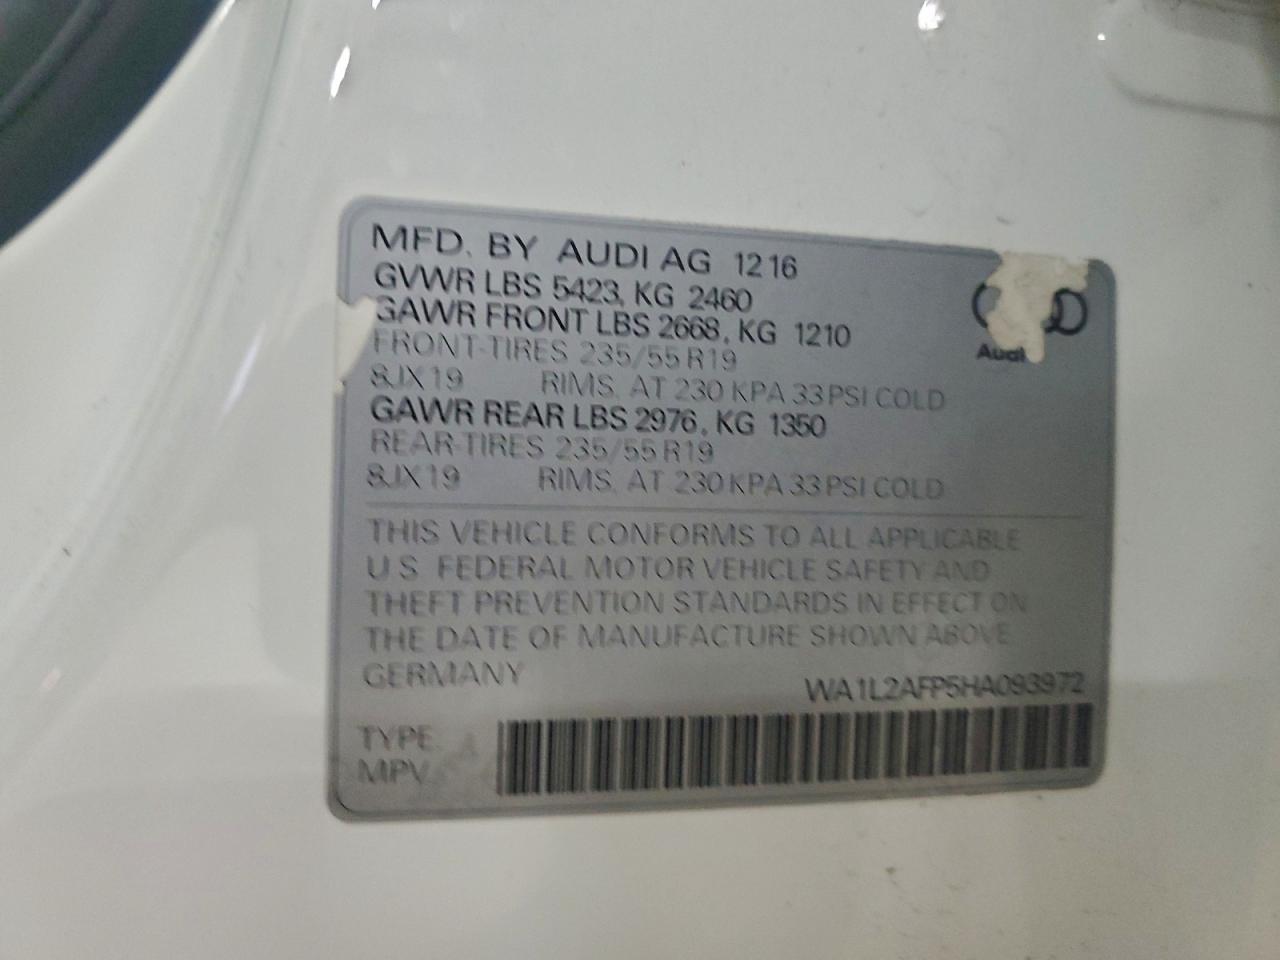 MFD. BY AUDI AG 1216
GVWR LBS 5423, KG 2460
GAWR FRONT LBS 2668, KG 1210
FRONT-TIRES 235/55 R19
8JX19 RIMS, AT 230 KPA 33 PSI COLD
Audi
GAWR REAR LBS 2976, KG 1350
REAR-TIRES 235/55 R19
8JX19 RIMS, AT 230 KPA 33 PSI COLD
THIS VEHICLE CONFORMS TO ALL APPLICABLE
U S FEDERAL MOTOR VEHICLE SAFETY AND
THEFT PREVENTION STANDARDS IN EFFECT ON
THE DATE OF MANUFACTURE SHOWN ABOVE
GERMANY
WA1L2AFP5HA093972
TYPE
MPV